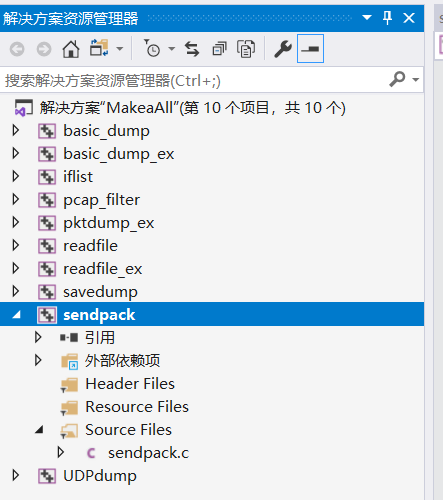 解决方案资源管理器
搜索解决方案资源管理器(Ctrl+;)
解决方案"MakeaAll"(第 10 个项目，共 10 个)
basic_dump
basic_dump_ex
iflist
pcap_filter
pktdump_ex
readfile
readfile_ex
savedump
sendpack
引用
外部依赖项
Header Files
Resource Files
Source Files
sendpack.c
UDPdump